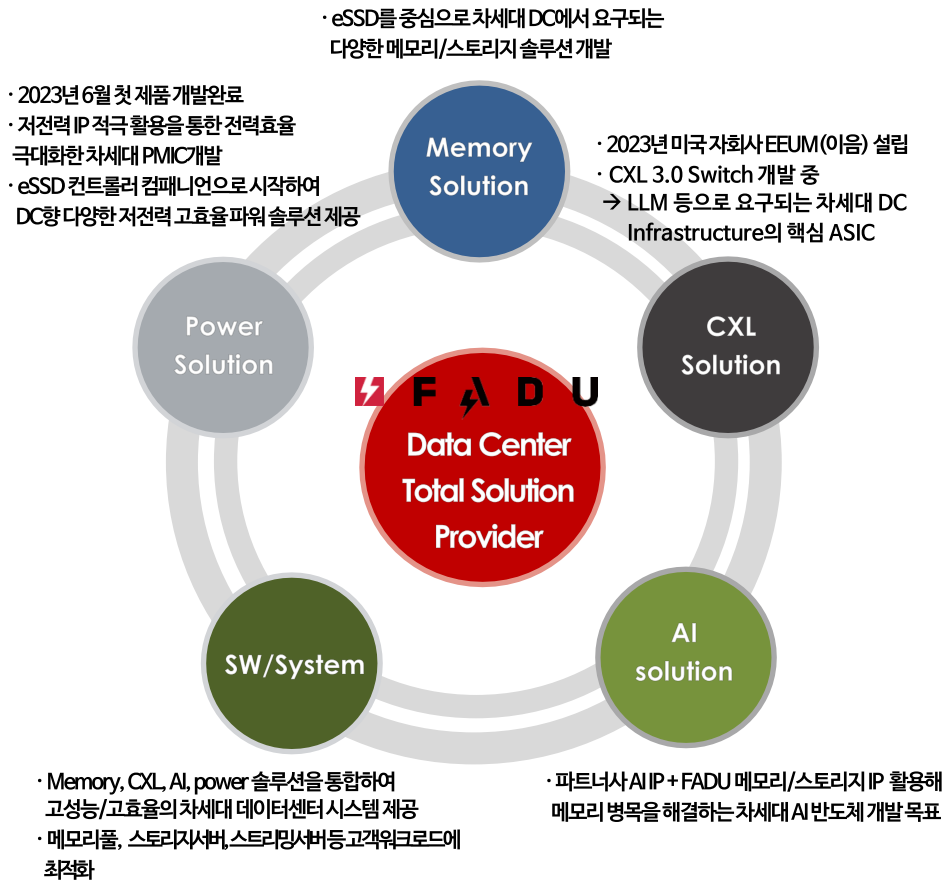 · eSSD를 중심으로 차세대 DC에서 요구되는
다양한 메모리/스토리지 솔루션 개발
· 2023년 6월 첫 제품 개발완료
· 저전력 IP 적극 활용을 통한 전력효율
극대화한 차세대 PMIC개발
· eSSD 컨트롤러 컴패니언으로 시작하여
DC향 다양한 저전력 고효율 파워 솔루션 제공
Memory
Solution
· 2023년 미국 자회사 EEUM(이음) 설립
· CXL 3.0 Switch 개발 중
→ LLM 등으로 요구되는 차세대 DC
Infrastructure의 핵심 ASIC
Power
Solution
CXL
Solution
FADU
Data Center
Total Solution
Provider
SW/System
AI
solution
· Memory, CXL, AI, power 솔루션을 통합하여
고성능/고효율의 차세대 데이터센터 시스템 제공
· 메모리풀, 스토리지서버, 스트리밍서버 등 고객워크로드에
최적화
· 파트너사 AI IP + FADU 메모리/스토리지 IP 활용해
메모리 병목을 해결하는 차세대 AI 반도체 개발 목표